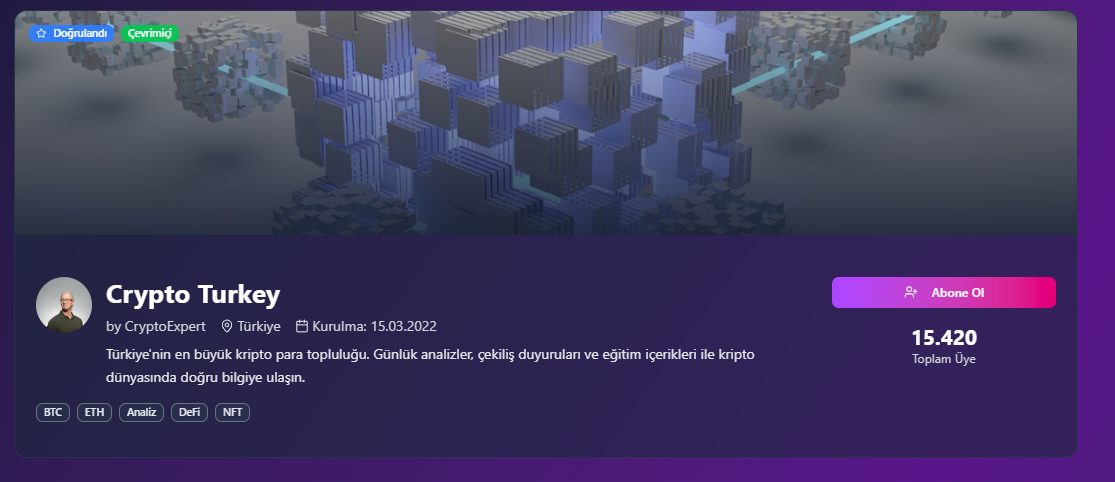 Doğrulandı
Çevrimiçi
Crypto Turkey
Abone Ol
by CryptoExpert Türkiye Kurulma: 15.03.2022
15.420
Toplam Üye
Türkiye'nin en büyük kripto para topluluğu. Günlük analizler, çekiliş duyuruları ve eğitim içerikleri ile kripto
dünyasında doğru bilgiye ulaşın.
BTC ETH Analiz DeFi NFT